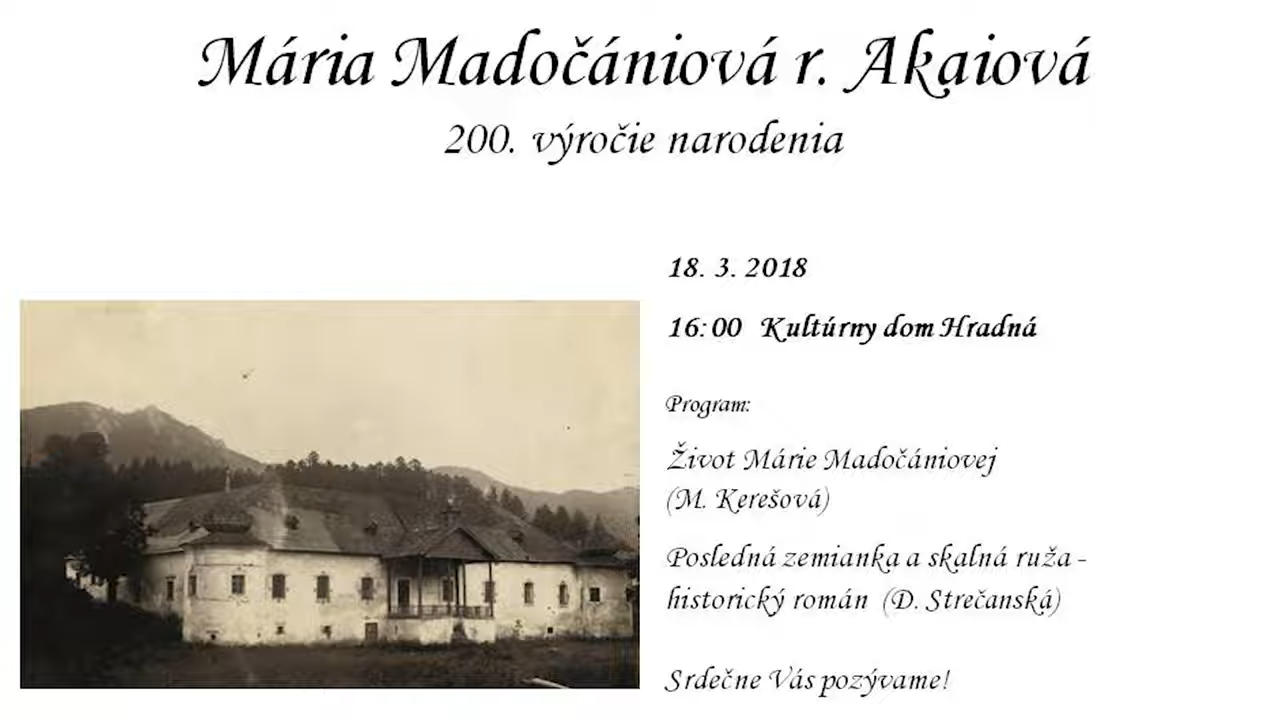 Mária Madočániová r. Akaiová
200. výročie narodenia
18. 3. 2018
16:00 Kultúrny dom Hradná
Program:
Život Márie Madočániovej
(M. Kerešová)
Posledná zemianka a skalná ruža -
historický román (D. Strečanská)
Srdečne Vás pozývame!